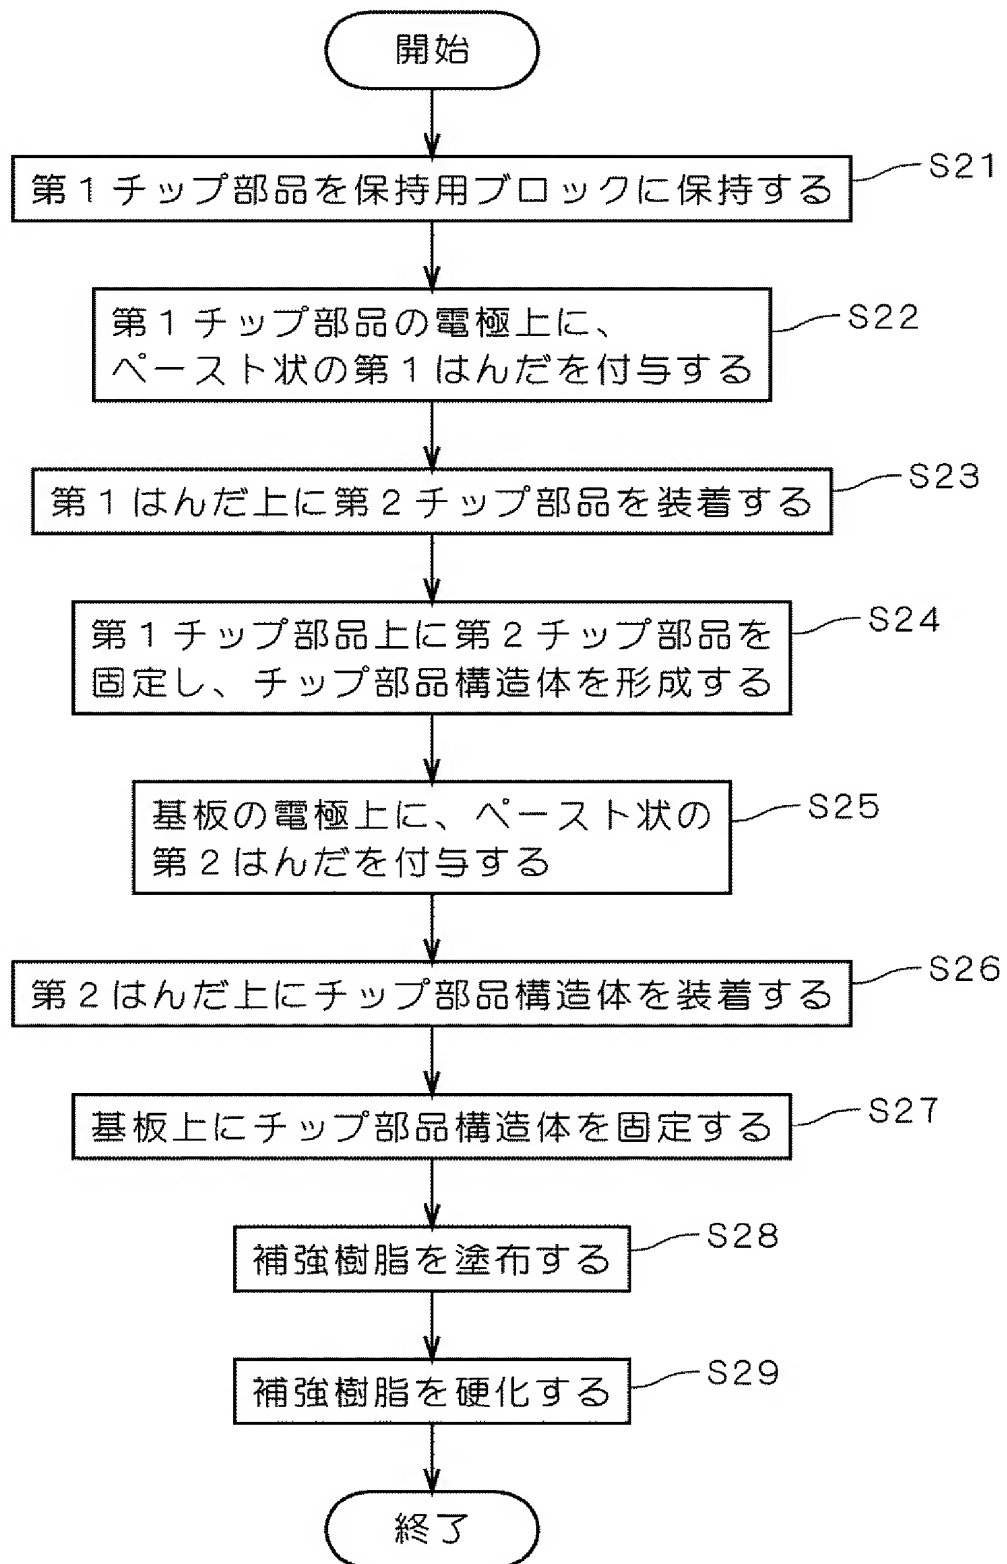 開始
第1チップ部品を保持用ブロックに保持する
S21
第1チップ部品の電極上に、
ペースト状の第1はんだを付与する
S22
第1はんだ上に第2チップ部品を装着する
S23
第1チップ部品上に第2チップ部品を
固定し、チップ部品構造体を形成する
S24
基板の電極上に、ペースト状の
第2はんだを付与する
S25
第2はんだ上にチップ部品構造体を装着する
S26
基板上にチップ部品構造体を固定する
S27
補強樹脂を塗布する
S28
補強樹脂を硬化する
S29
終了